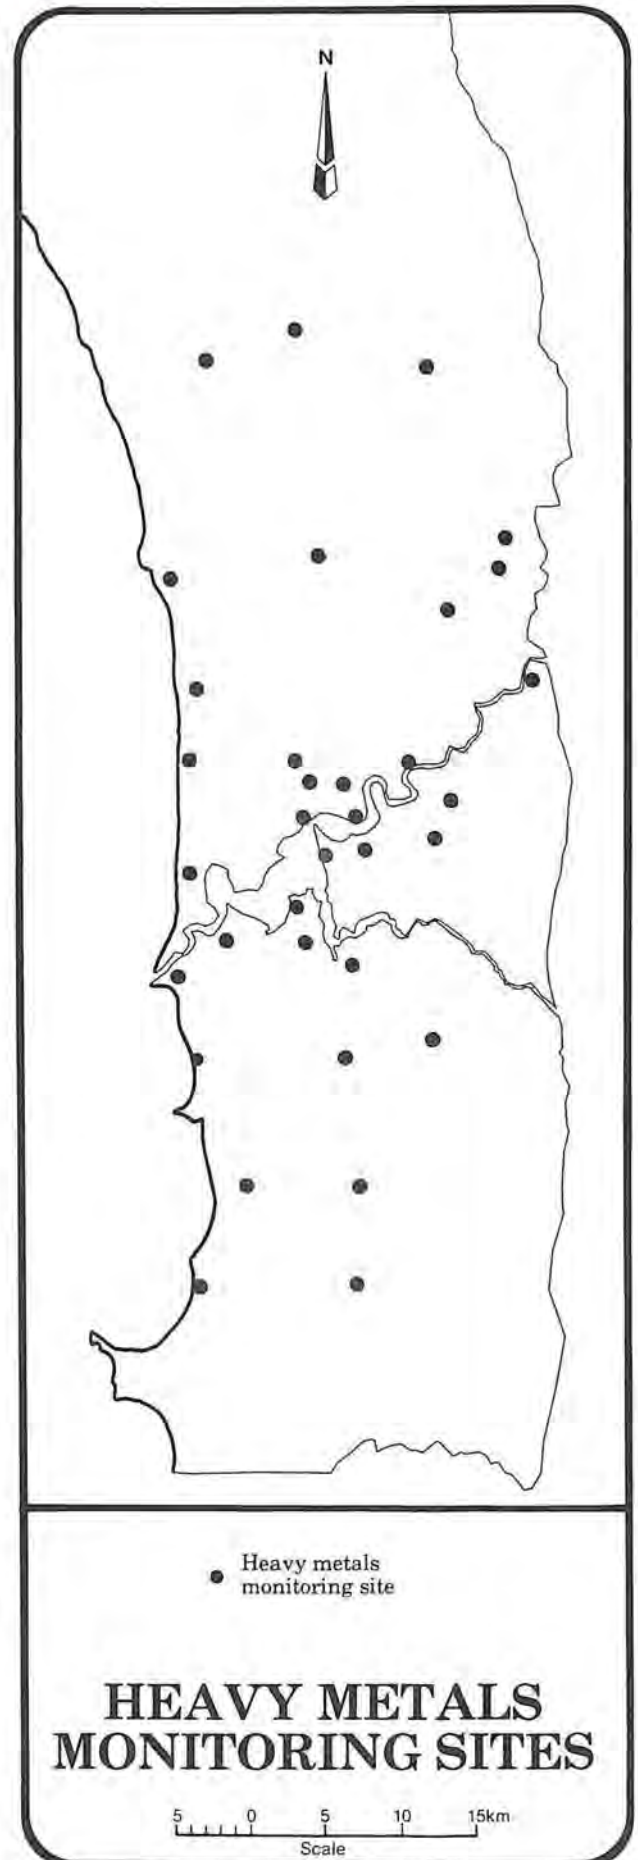 N
Heavy metals
monitoring site
HEAVY METALS
MONITORING SITES
5 0 5 10 15km
Scale